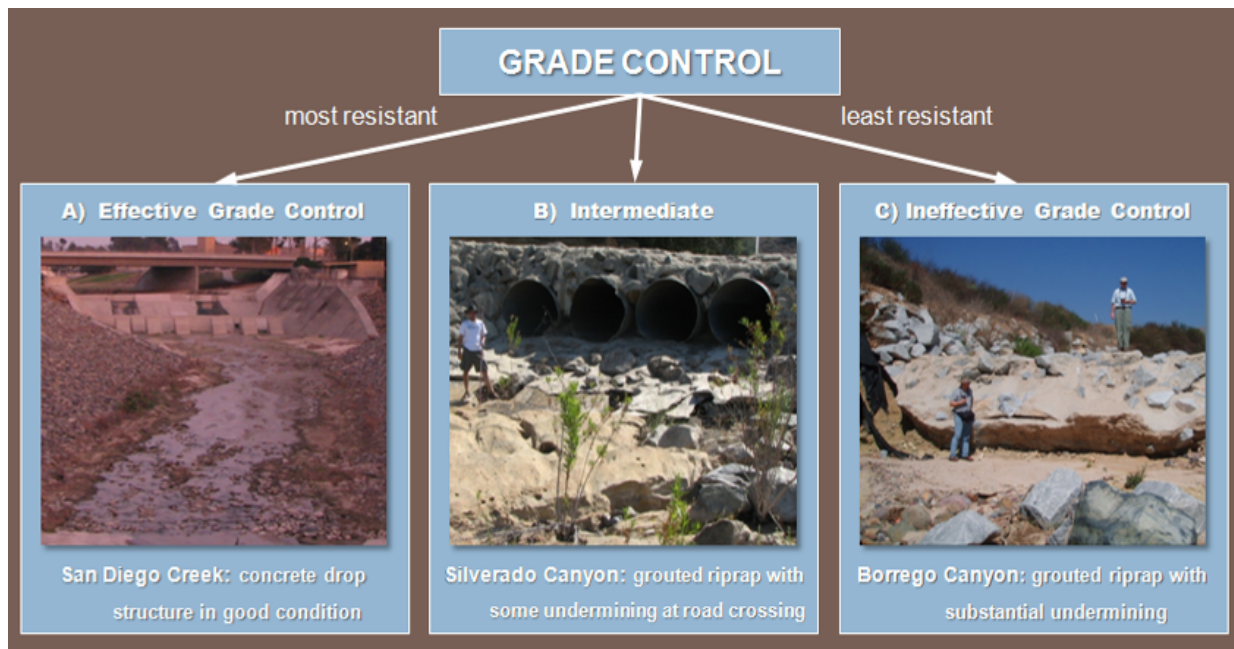 GRADE CONTROL
most resistant
least resistant
A) Effective Grade Control
B) Intermediate
C) Ineffective Grade Control
San Diego Creek: concrete drop
structure in good condition
Silverado Canyon: grouted riprap with
some undermining at road crossing
Borrego Canyon: grouted riprap with
substantial undermining